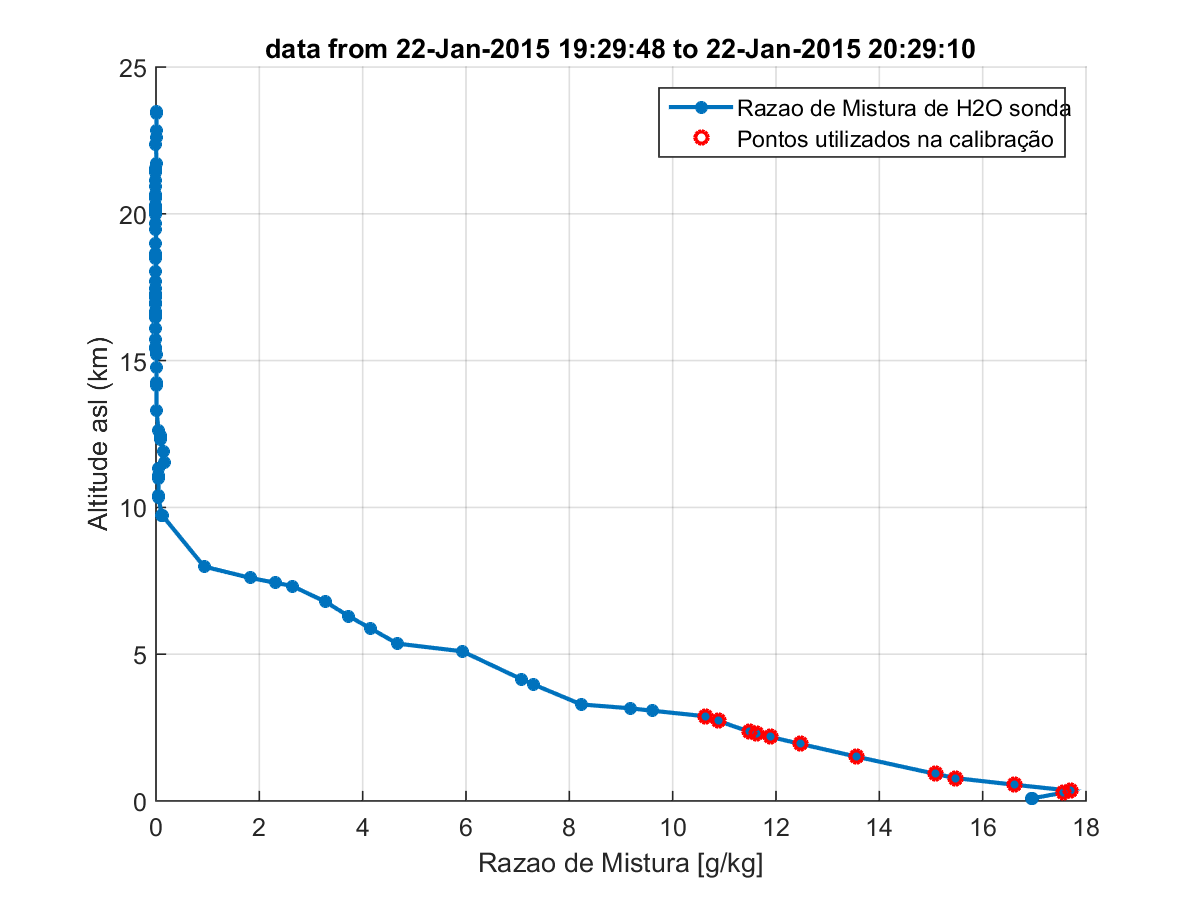 data from 22-Jan-2015 19:29:48 to 22-Jan-2015 20:29:10
Razao de Mistura de H2O sonda
Pontos utilizados na calibração
25
20
15
10
5
0
Altitude asl (km)
0 2 4 6 8 10 12 14 16 18
Razao de Mistura [g/kg]